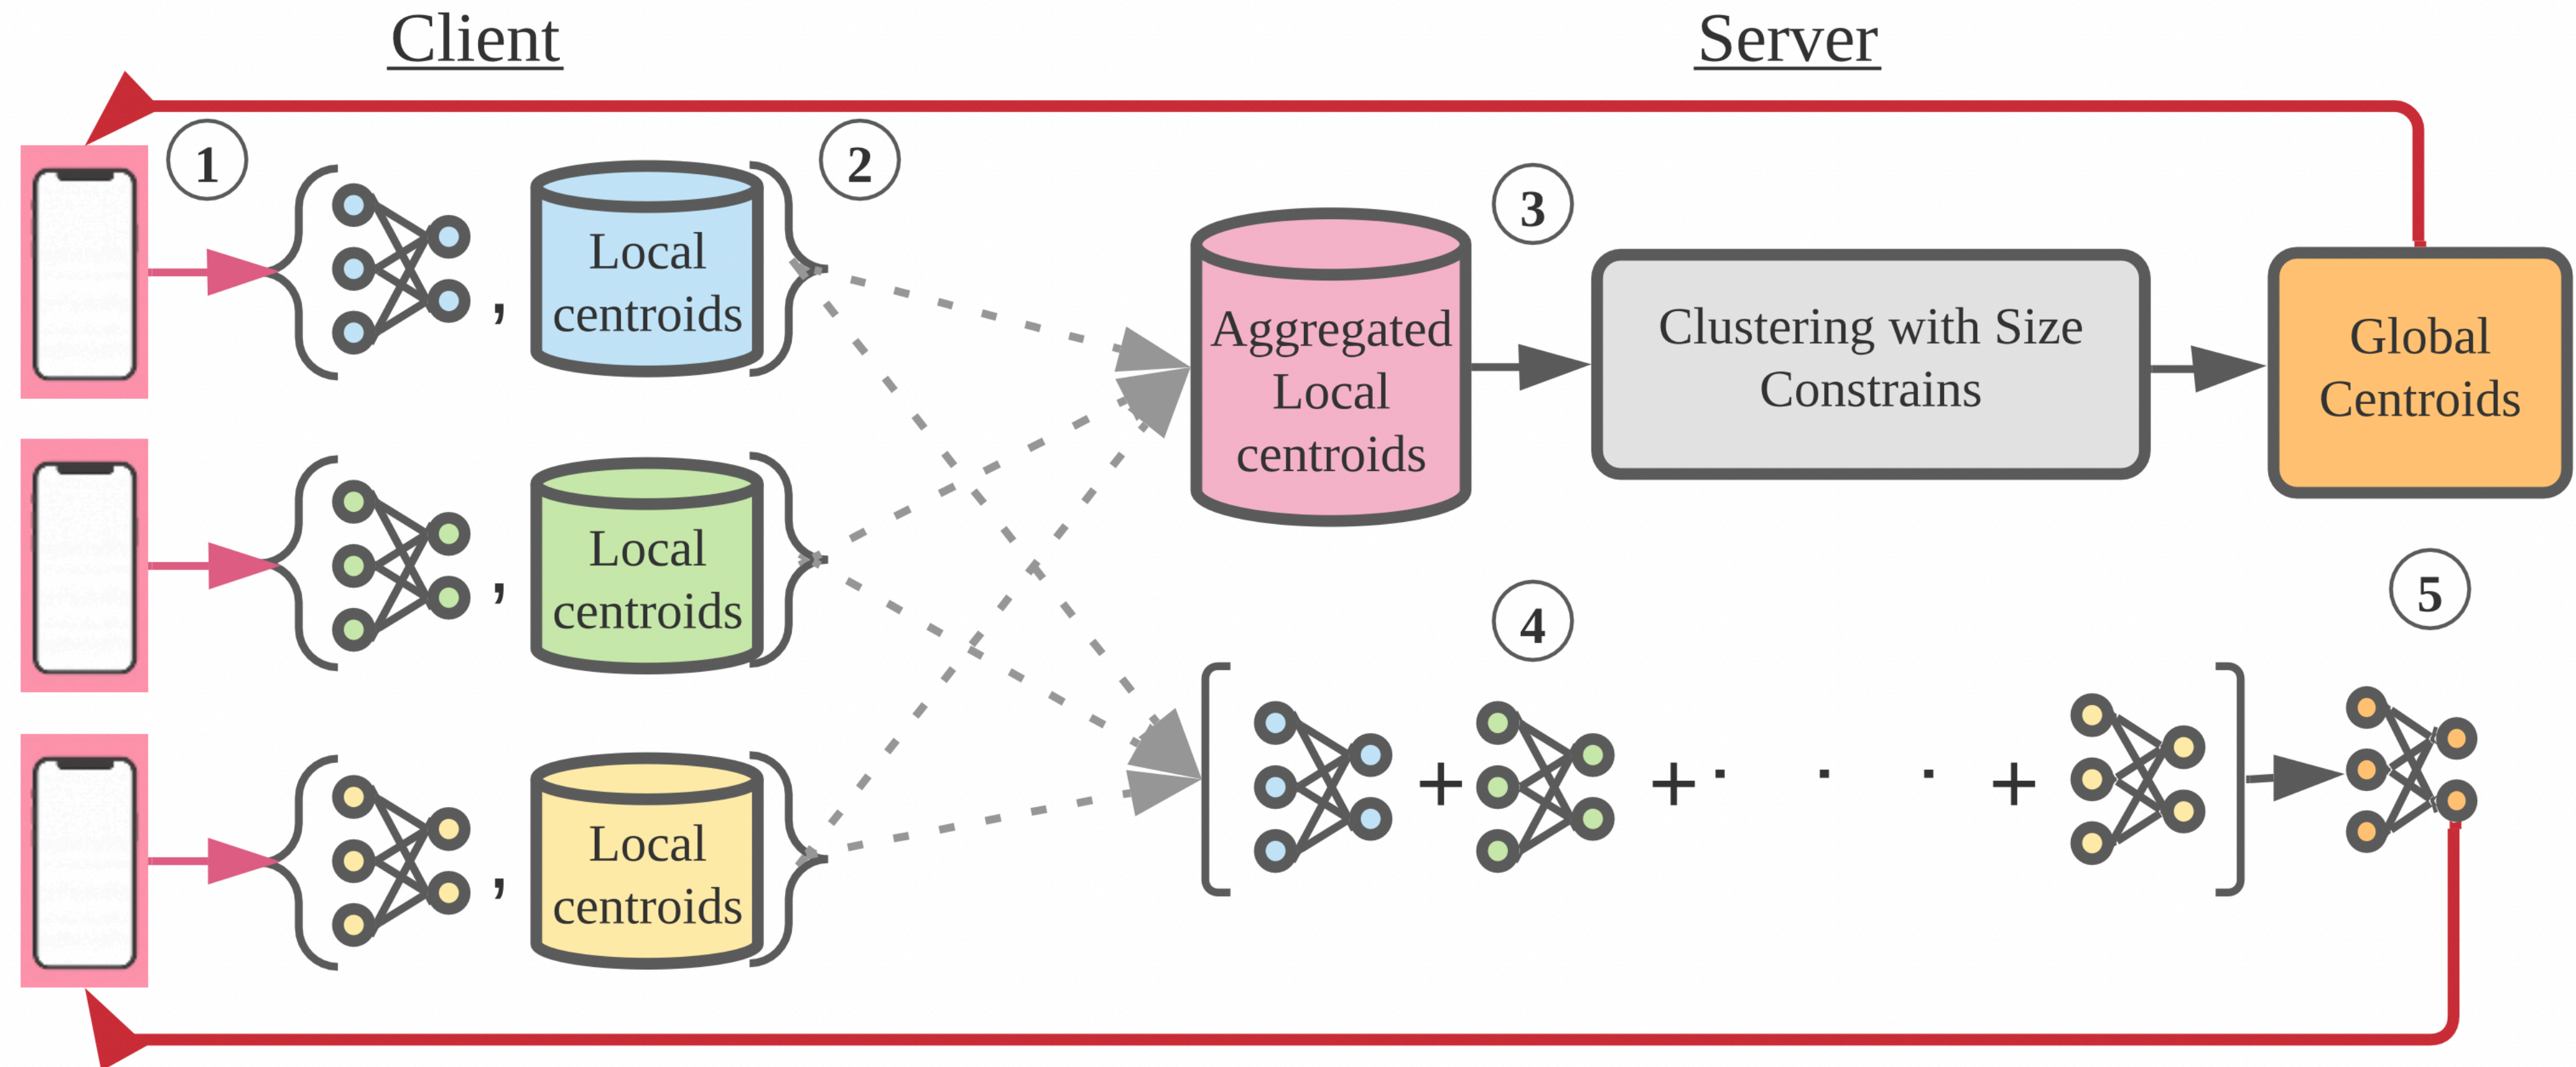 Client
Server
1
2
3
Local
centroids
,
Aggregated
Local
centroids
Clustering with Size
Constrains
Global
Centroids
Local
centroids
,
4
5
Local
centroids
,
+
+ . . . +